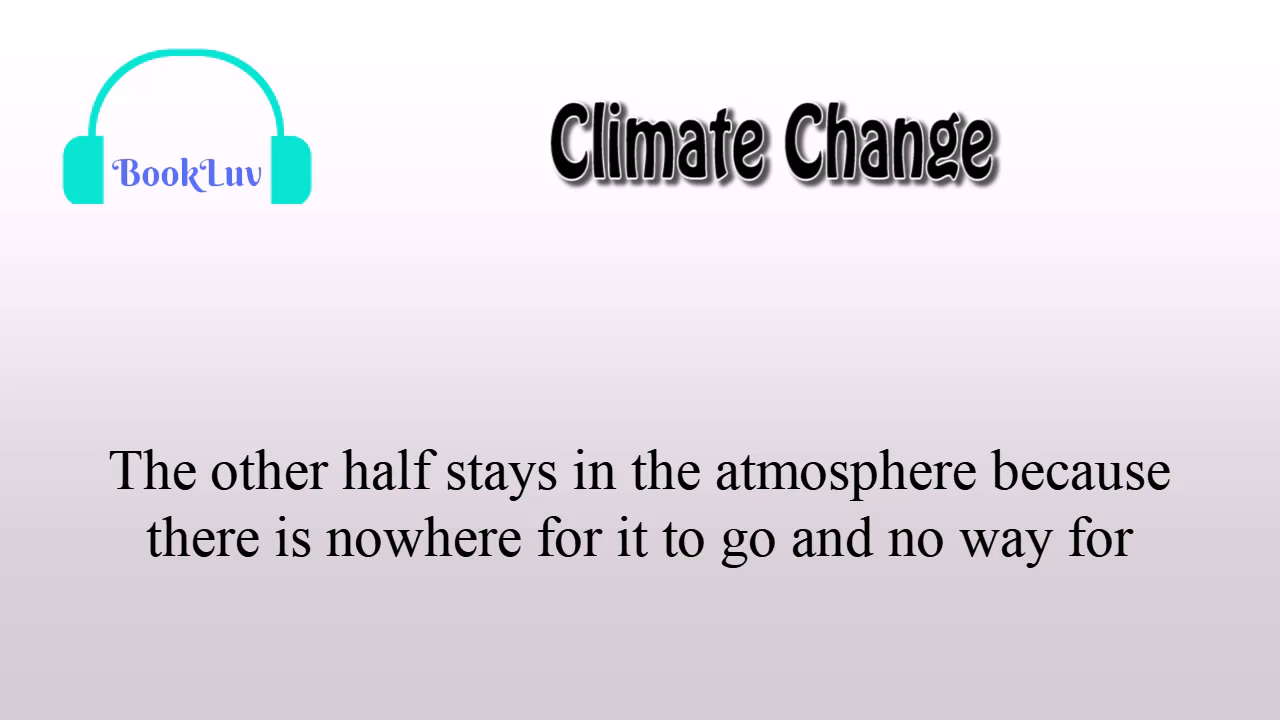 BookLuv
Climate Change
The other half stays in the atmosphere because
there is nowhere for it to go and no way for